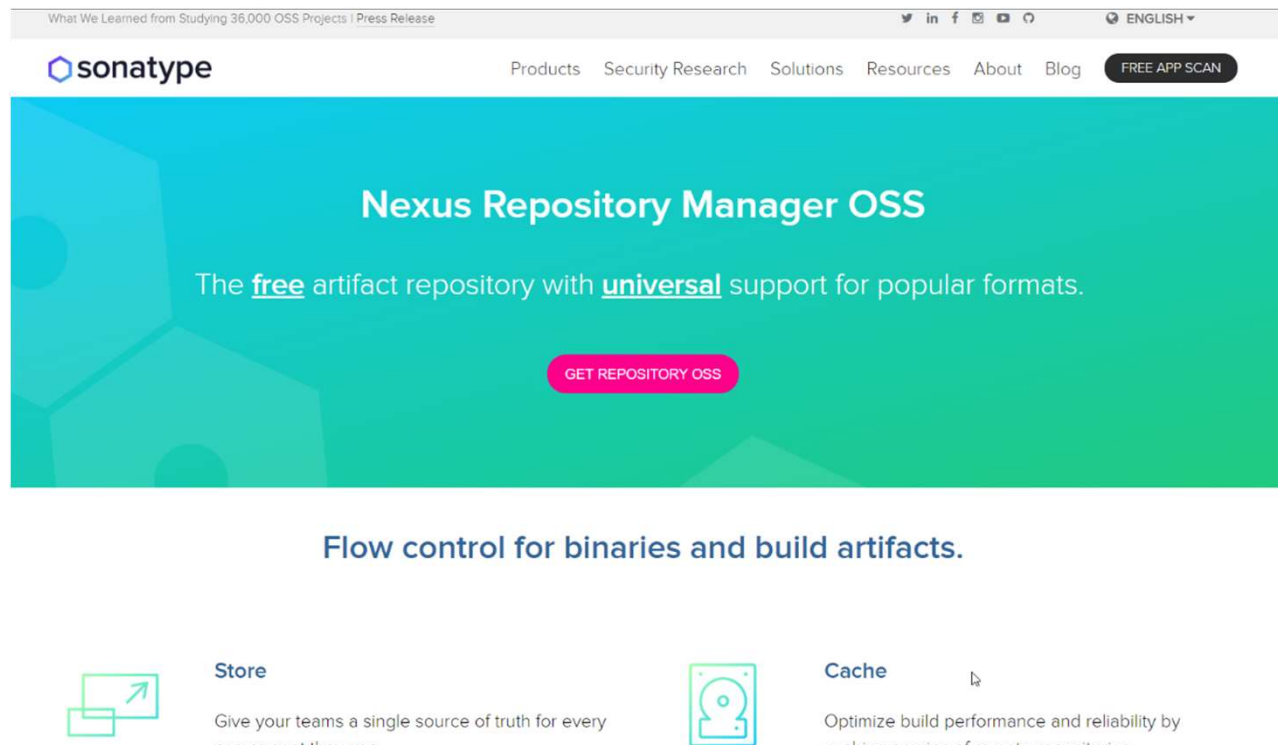 What We Learned from Studying 36,000 OSS Projects | Press Release
ENGLISH
sonatype
Products Security Research Solutions Resources About Blog FREE APP SCAN
Nexus Repository Manager OSS
The free artifact repository with universal support for popular formats.
GET REPOSITORY OSS
Flow control for binaries and build artifacts.
Store
Give your teams a single source of truth for every
Cache
Optimize build performance and reliability by